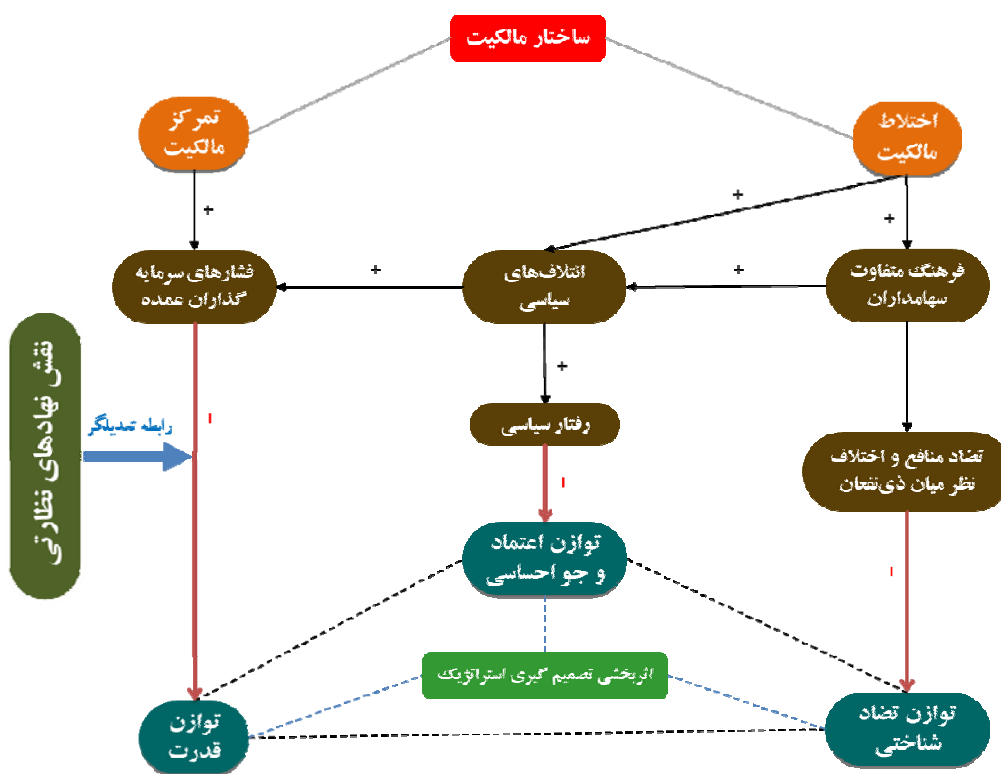 ساختار مالکیت
اختلاط
مالکیت
تمرکز
مالکیت
+
+
+
فرهنگ متفاوت
سهامداران
+
ائتلاف‌های
سیاسی
+
فشارهای سرمایه
گذاران عمده
+
رفتار سیاسی
تضاد منافع و اختلاف
نظر میان ذی‌نفعان
نقش نهادهای نظارتی
رابطه تعدیلگر
ا
ا
ا
توازن اعتماد
و جو احساسی
اثربخشی تصمیم گیری استراتژیک
توازن تضاد
شناختی
توازن
قدرت